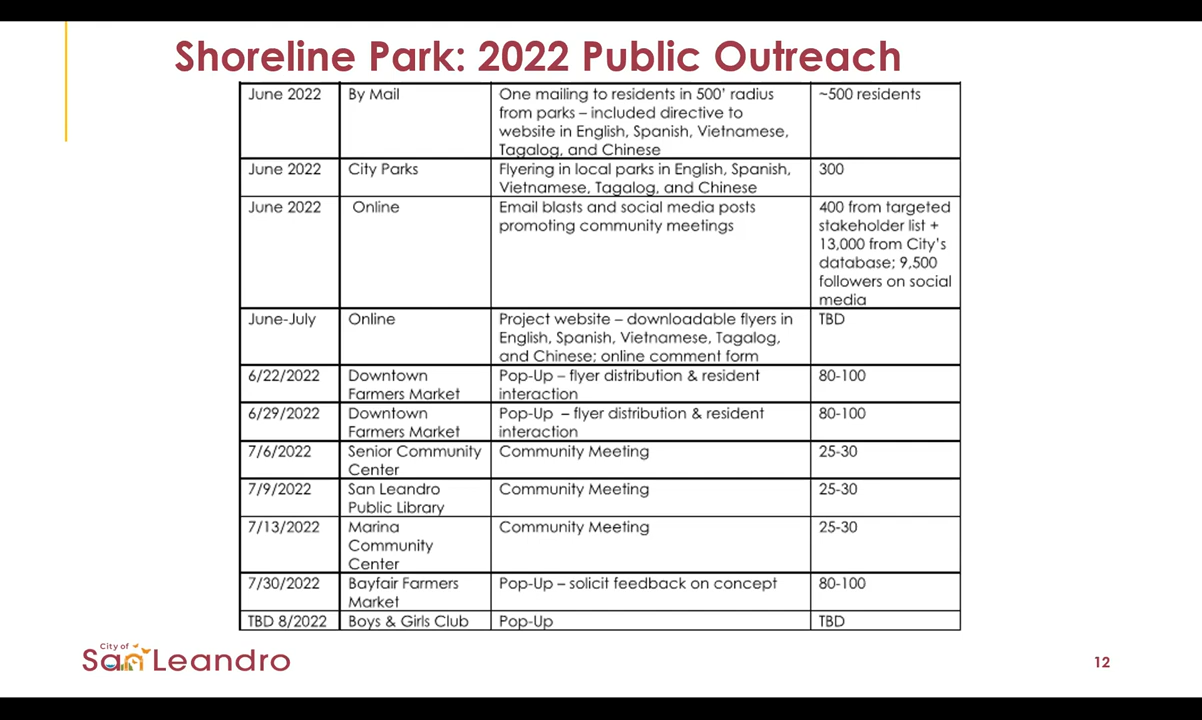 Shoreline Park: 2022 Public Outreach
June 2022
By Mail
One mailing to residents in 500’ radius
from parks – included directive to
website in English, Spanish, Vietnamese,
Tagalog, and Chinese
~500 residents
June 2022
City Parks
Flyering in local parks in English, Spanish,
Vietnamese, Tagalog, and Chinese
300
June 2022
Online
Email blasts and social media posts
promoting community meetings
400 from targeted
stakeholder list +
13,000 from City’s
database; 9,500
followers on social
media
June-July
Online
Project website – downloadable flyers in
English, Spanish, Vietnamese, Tagalog,
and Chinese; online comment form
TBD
6/22/2022
Downtown
Farmers Market
Pop-Up – flyer distribution & resident
interaction
80-100
6/29/2022
Downtown
Farmers Market
Pop-Up – flyer distribution & resident
interaction
80-100
7/6/2022
Senior Community
Center
Community Meeting
25-30
7/9/2022
San Leandro
Public Library
Community Meeting
25-30
7/13/2022
Marina
Community
Center
Community Meeting
25-30
7/30/2022
Bayfair Farmers
Market
Pop-Up – solicit feedback on concept
80-100
TBD 8/2022
Boys & Girls Club
Pop-Up
TBD
City of
San Leandro
12